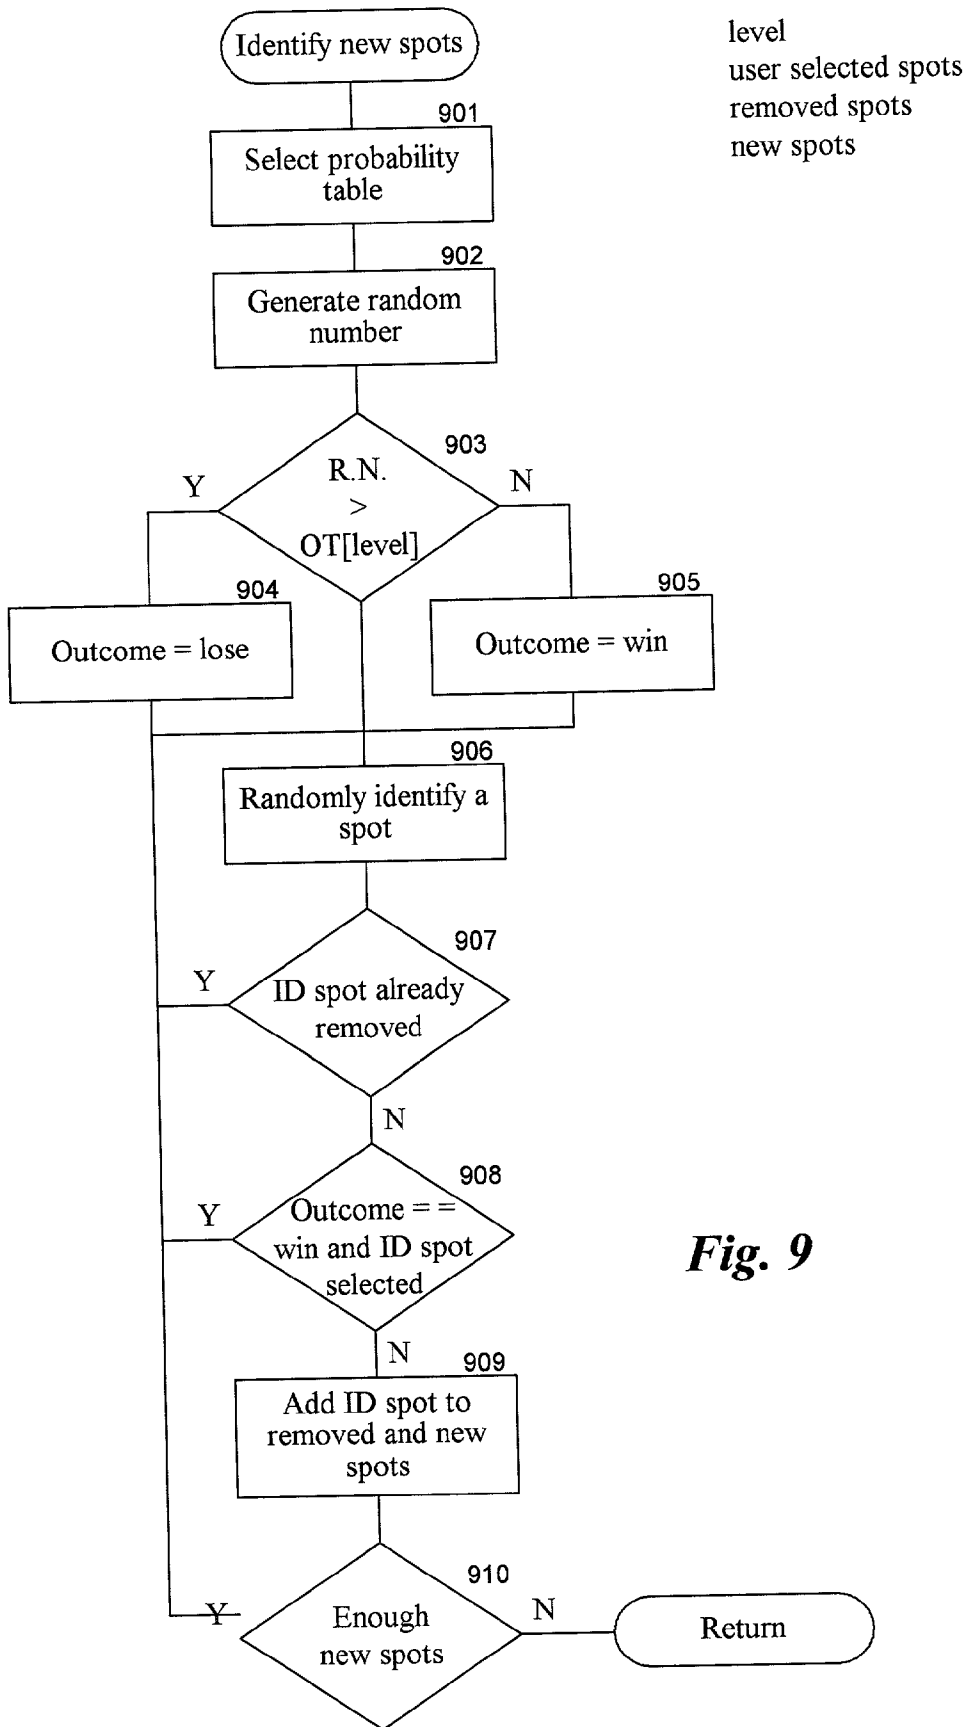 Identify new spots
level
user selected spots
removed spots
new spots
901
Select probability
table
902
Generate random
number
903
R.N.
>
OT[level]
Y
N
904
Outcome = lose
905
Outcome = win
906
Randomly identify a
spot
907
ID spot already
removed
Y
N
908
Outcome = =
win and ID spot
selected
Y
N
Fig. 9
909
Add ID spot to
removed and new
spots
910
Enough
new spots
Y
N
Return